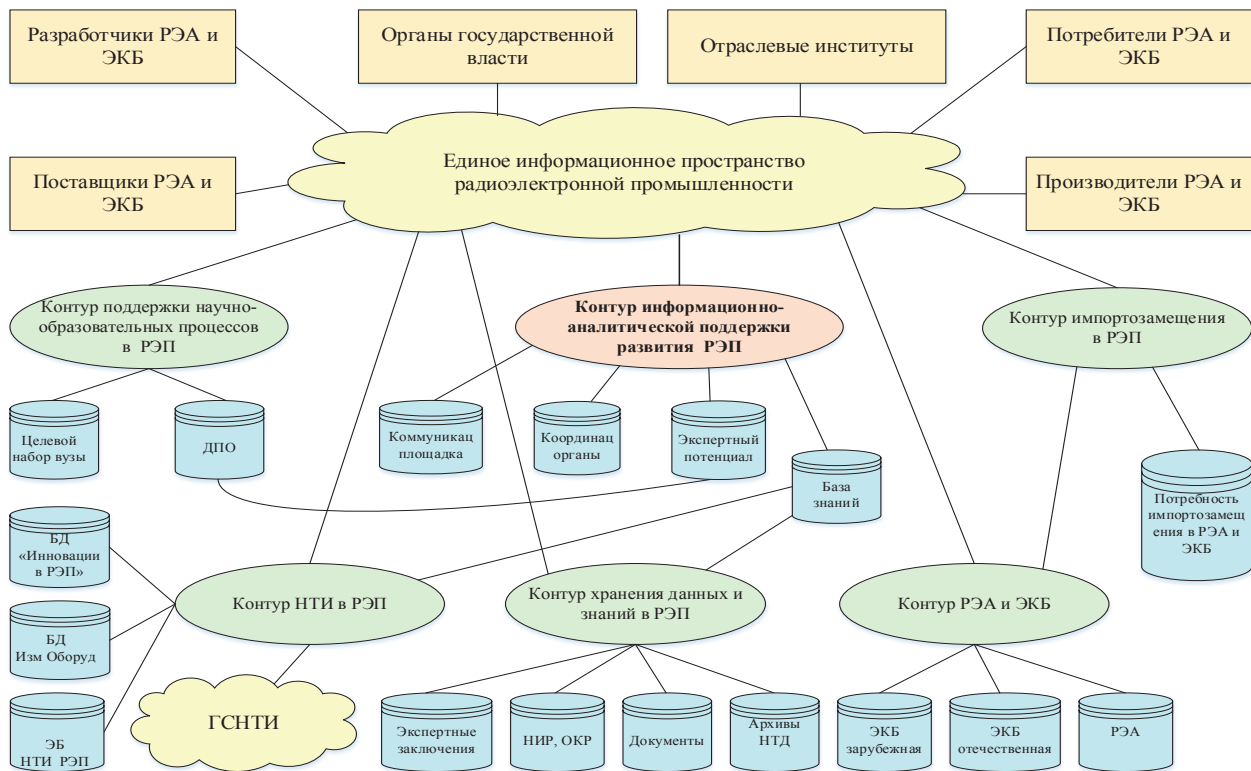 Разработчики РЭА и
ЭКБ
Органы государственной
власти
Отраслевые институты
Потребители РЭА и
ЭКБ
Единое информационное пространство
радиоэлектронной промышленности
Поставщики РЭА и
ЭКБ
Производители РЭА и
ЭКБ
Контур поддержки научно-
образовательных процессов
в РЭП
Контур информационно-
аналитической поддержки
развития РЭП
Контур импортозамещения
в РЭП
Целевой
набор вузы
ДПО
Коммуникац
площадка
Координац
органы
Экспертный
потенциал
База
знаний
Потребность
импортозамещ
ения в РЭА и
ЭКБ
БД
«Инновации
в РЭП»
БД
Изм Оборуд
ЭБ
НТИ РЭП
Контур НТИ в РЭП
Контур хранения данных и
знаний в РЭП
Контур РЭА и ЭКБ
ГСНТИ
Экспертные
заключения
НИР, ОКР
Документы
Архивы
НТД
ЭКБ
зарубежная
ЭКБ
отечественная
РЭА